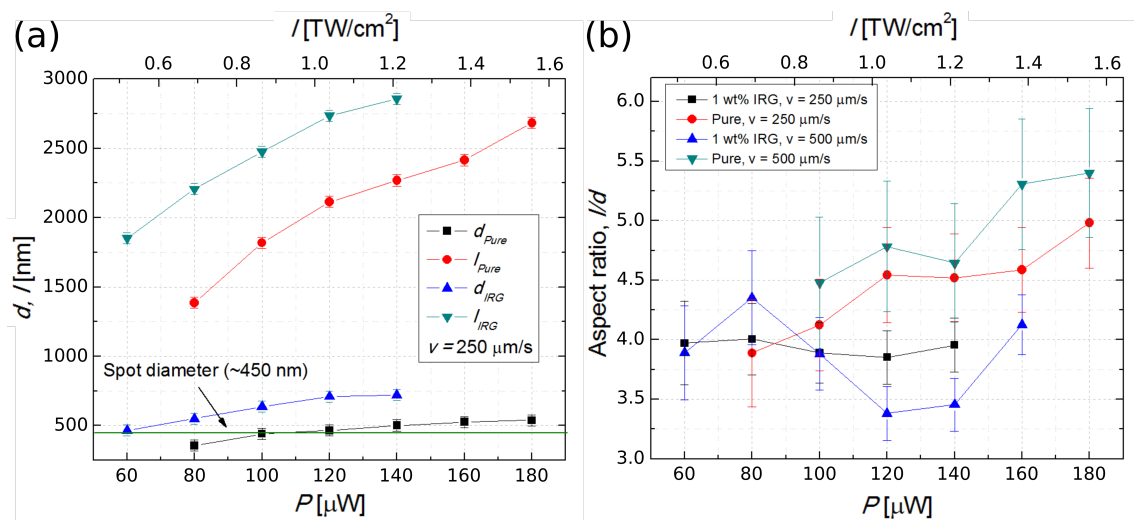 (a)
I [TW/cm²]
0.6 0.8 1.0 1.2 1.4 1.6
3000
2500
2000
1500
1000
500
d, l [nm]
d Pure
l Pure
d IRG
l IRG
v = 250 μm/s
Spot diameter (~450 nm)
60 80 100 120 140 160 180
P [μW]
(b)
I [TW/cm²]
0.6 0.8 1.0 1.2 1.4 1.6
6.0
5.5
5.0
4.5
4.0
3.5
3.0
Aspect ratio, l/d
1 wt% IRG, v = 250 μm/s
Pure, v = 250 μm/s
1 wt% IRG, v = 500 μm/s
Pure, v = 500 μm/s
60 80 100 120 140 160 180
P [μW]